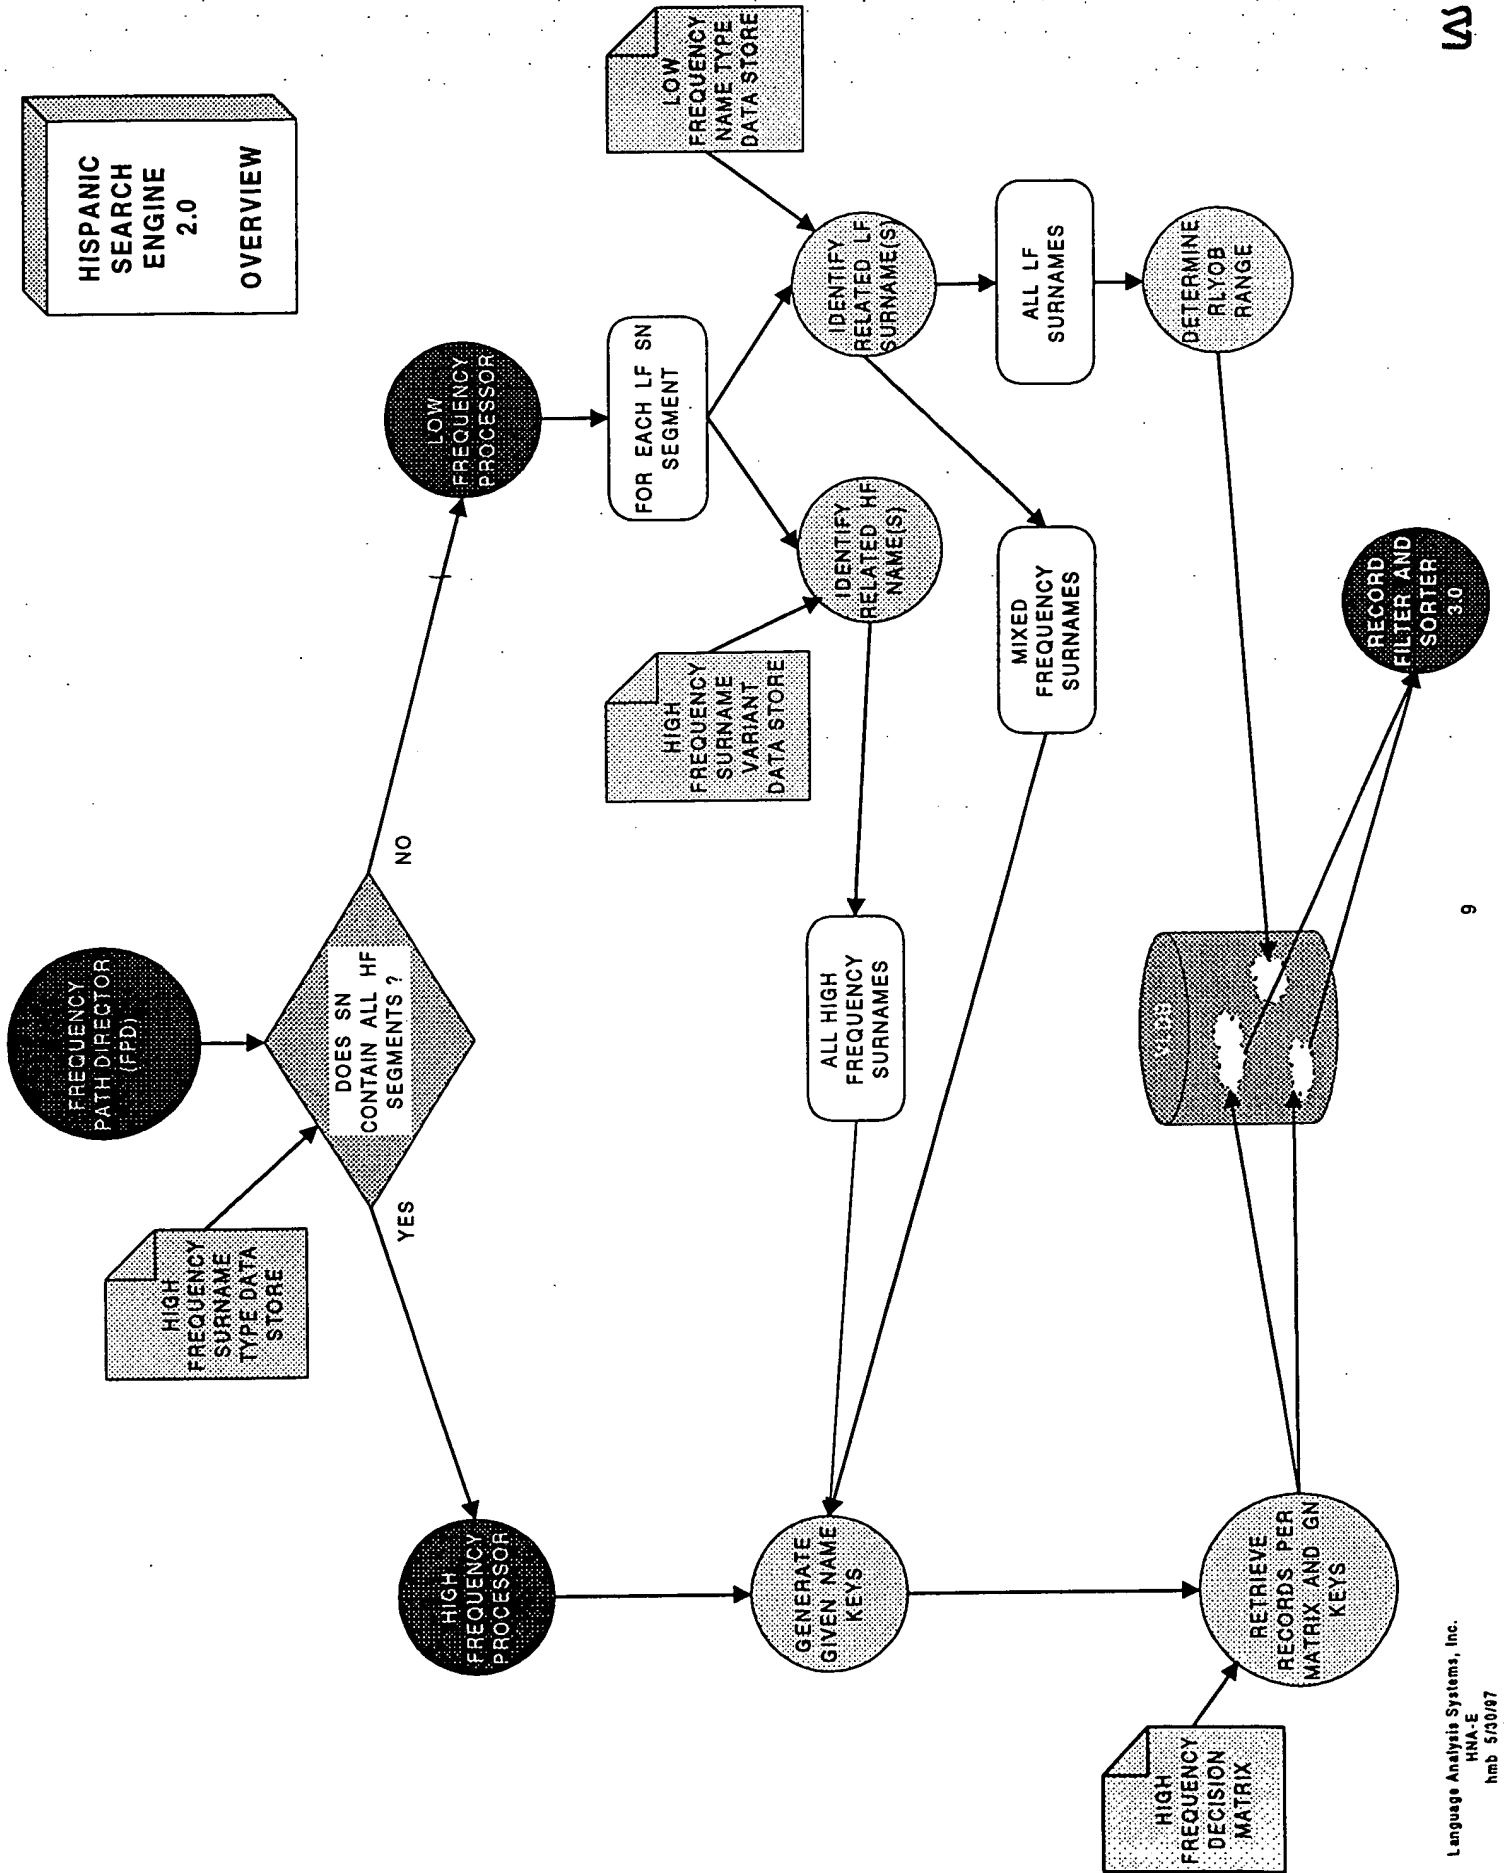 HISPANIC
SEARCH
ENGINE
2.0
OVERVIEW
FREQUENCY
PATH DIRECTOR
(FPD)
HIGH
FREQUENCY
SURNAME
TYPE DATA
STORE
DOES SN
CONTAIN ALL HF
SEGMENTS ?
YES
NO
HIGH
FREQUENCY
PROCESSOR
LOW
FREQUENCY
PROCESSOR
FOR EACH LF SN
SEGMENT
LOW
FREQUENCY
NAME TYPE
DATA STORE
HIGH
FREQUENCY
SURNAME
VARIANT
DATA STORE
IDENTIFY
RELATED HF
NAME(S)
IDENTIFY
RELATED LF
SURNAME(S)
GENERATE
GIVEN NAME
KEYS
ALL HIGH
FREQUENCY
SURNAMES
MIXED
FREQUENCY
SURNAMES
ALL LF
SURNAMES
DETERMINE
RLYOB
RANGE
HIGH
FREQUENCY
DECISION
MATRIX
RETRIEVE
RECORDS PER
MATRIX AND GN
KEYS
RECORD
FILTER AND
SORTER
3.0
Language Analysis Systems, Inc.
HNA-E
hmb 5/30/97
9